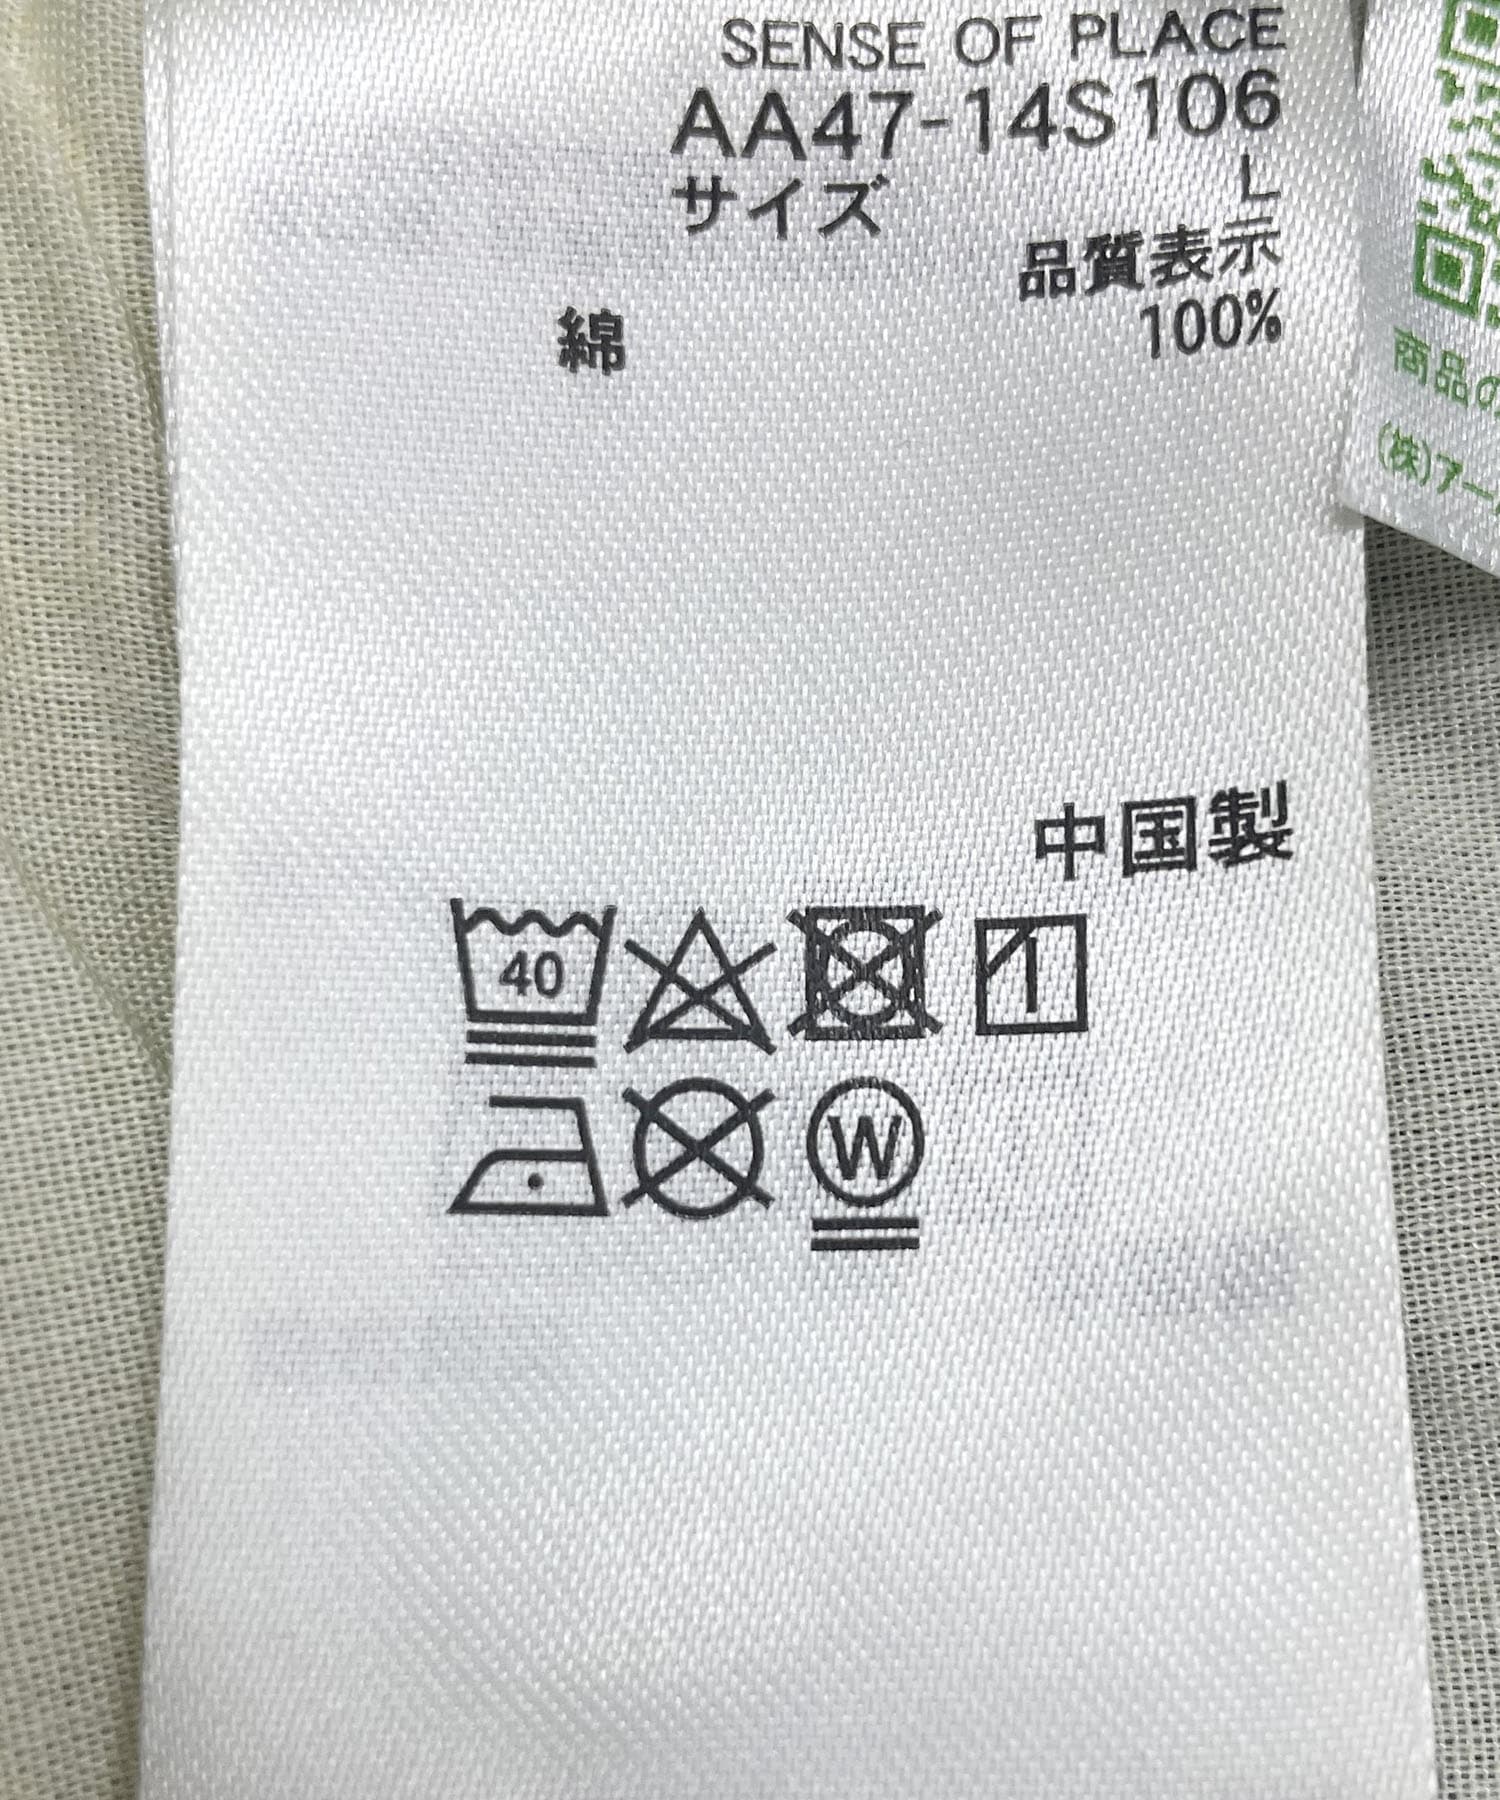 SENSE OF PLACE
AA47-14S106
サイズ L
品質表示
綿 100%
中国製
40
W
商品の
(株)アー